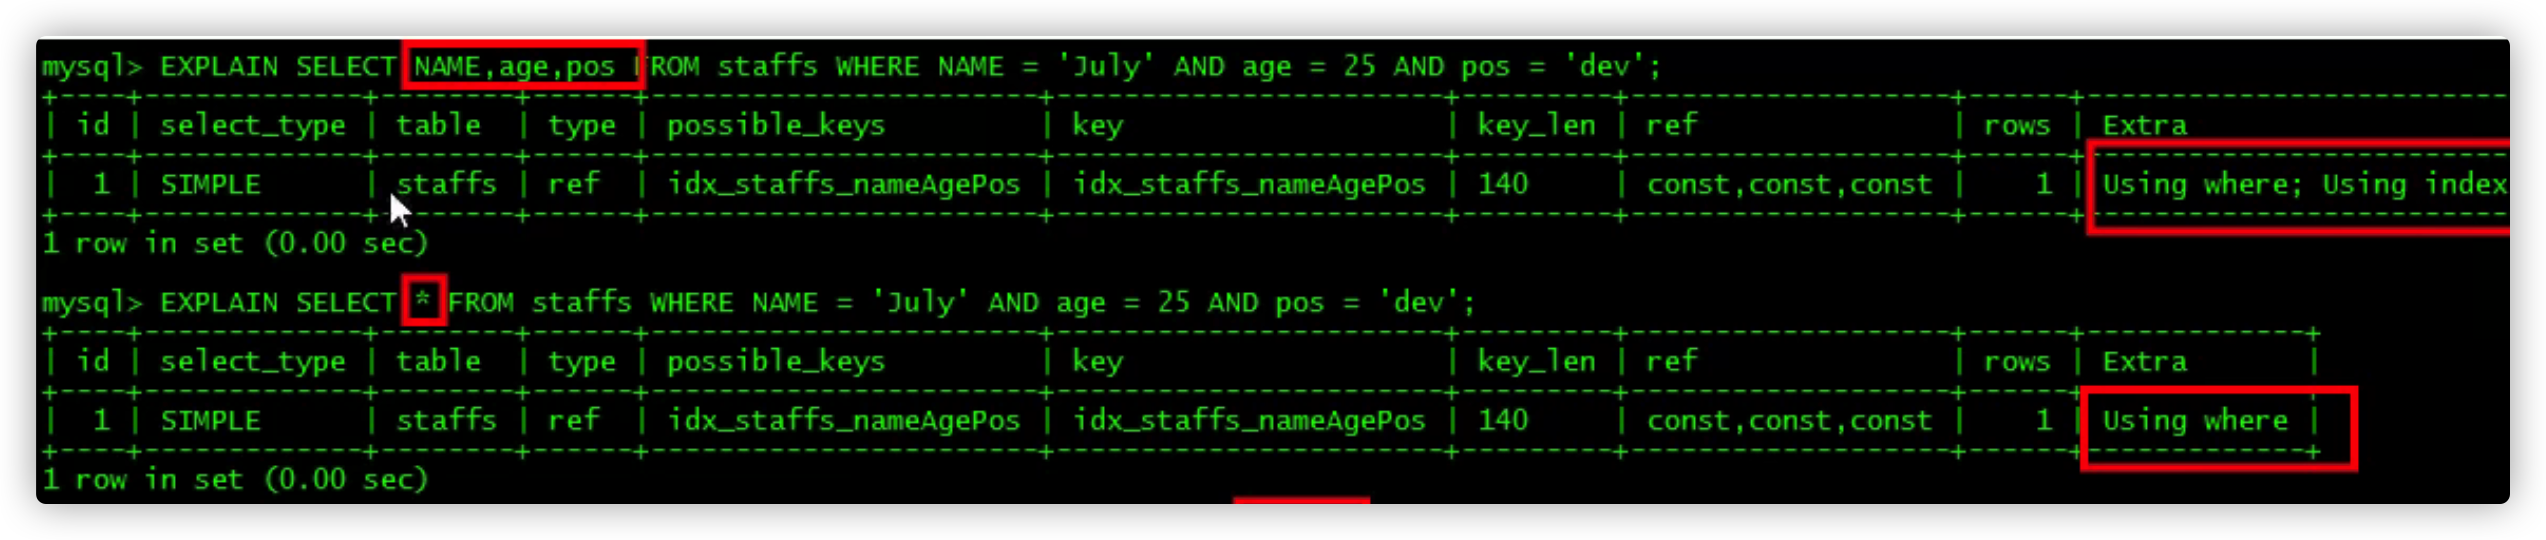 mysql> EXPLAIN SELECT NAME,age,pos FROM staffs WHERE NAME = 'July' AND age = 25 AND pos = 'dev';
+----+-------------+--------+------+-----------------------+-----------------------+---------+-------------------+------+-------------------------
| id | select_type | table  | type | possible_keys         | key                   | key_len | ref               | rows | Extra
+----+-------------+--------+------+-----------------------+-----------------------+---------+-------------------+------+-------------------------
|  1 | SIMPLE      | staffs | ref  | idx_staffs_nameAgePos | idx_staffs_nameAgePos | 140     | const,const,const |    1 | Using where; Using index
+----+-------------+--------+------+-----------------------+-----------------------+---------+-------------------+------+-------------------------
1 row in set (0.00 sec)
mysql> EXPLAIN SELECT * FROM staffs WHERE NAME = 'July' AND age = 25 AND pos = 'dev';
+----+-------------+--------+------+-----------------------+-----------------------+---------+-------------------+------+-------------+
| id | select_type | table  | type | possible_keys         | key                   | key_len | ref               | rows | Extra       |
+----+-------------+--------+------+-----------------------+-----------------------+---------+-------------------+------+-------------+
|  1 | SIMPLE      | staffs | ref  | idx_staffs_nameAgePos | idx_staffs_nameAgePos | 140     | const,const,const |    1 | Using where |
+----+-------------+--------+------+-----------------------+-----------------------+---------+-------------------+------+-------------+
1 row in set (0.00 sec)